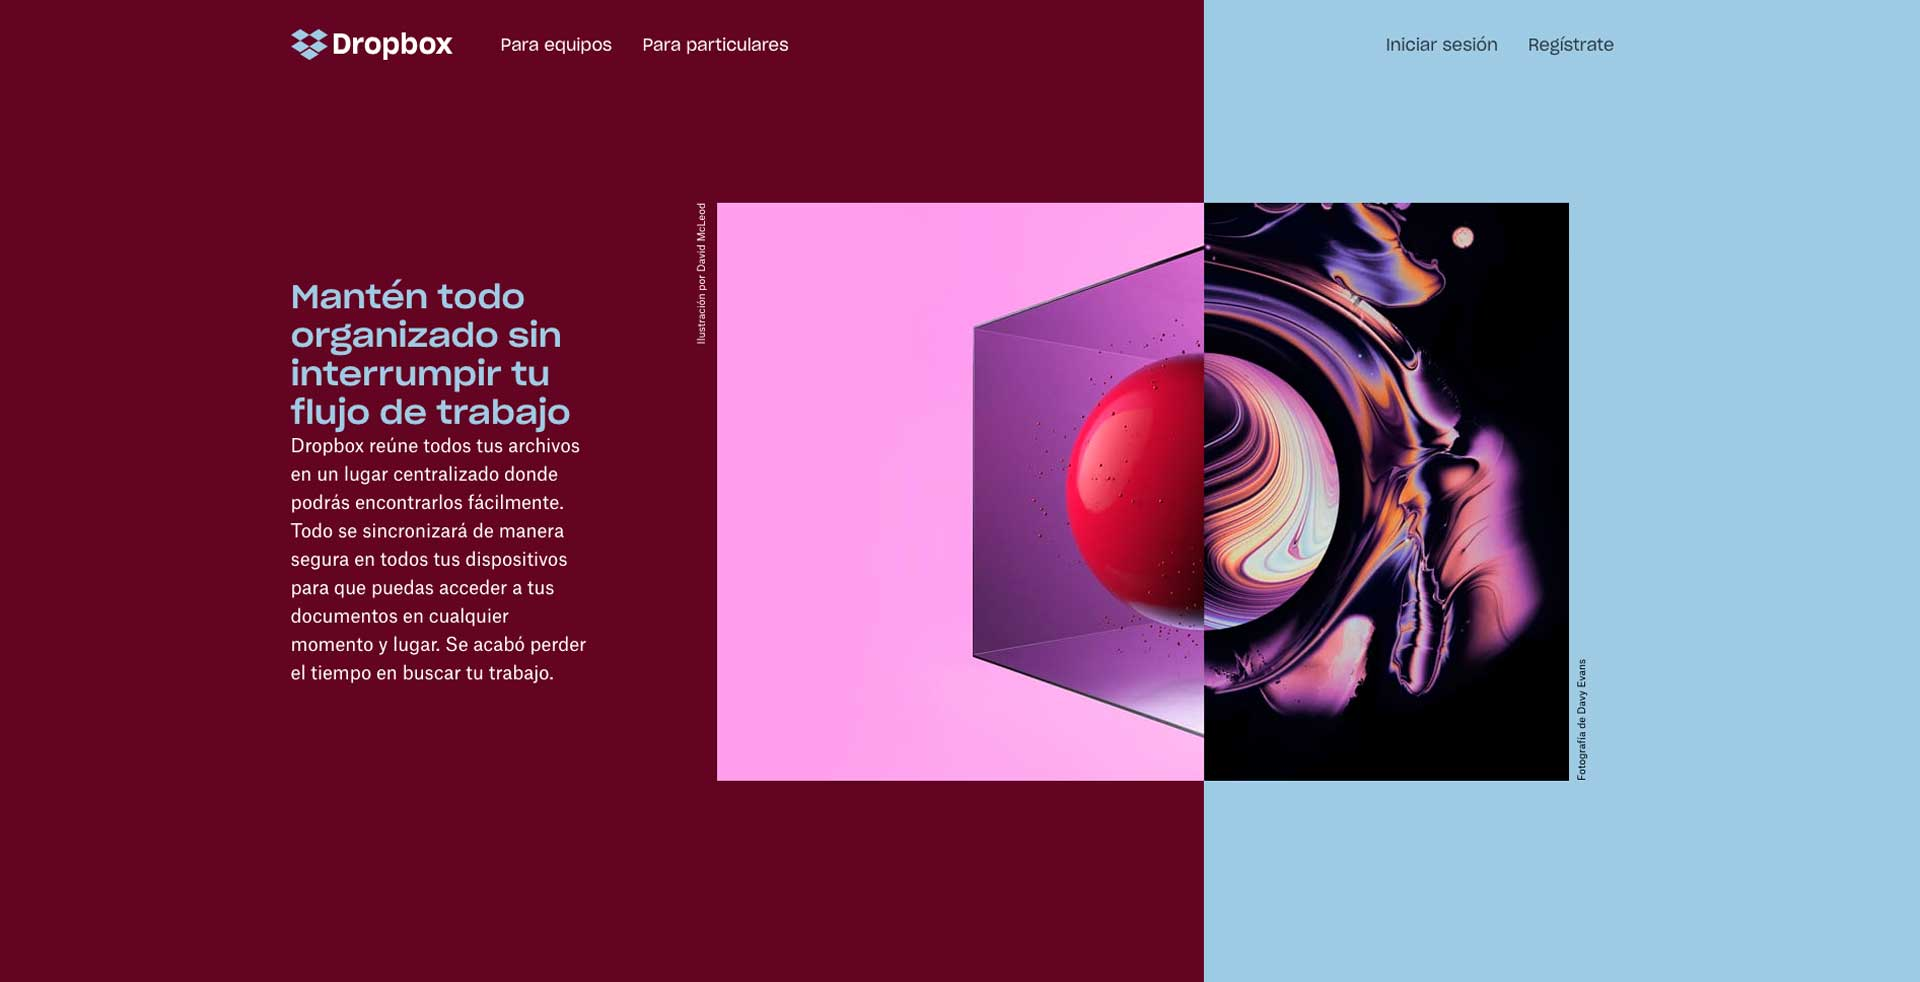 Dropbox
Para equipos
Para particulares
Iniciar sesión
Regístrate
Ilustración por David McLeod
Mantén todo
organizado sin
interrumpir tu
flujo de trabajo
Dropbox reúne todos tus archivos
en un lugar centralizado donde
podrás encontrarlos fácilmente.
Todo se sincronizará de manera
segura en todos tus dispositivos
para que puedas acceder a tus
documentos en cualquier
momento y lugar. Se acabó perder
el tiempo en buscar tu trabajo.
Fotografía de Davy Evans